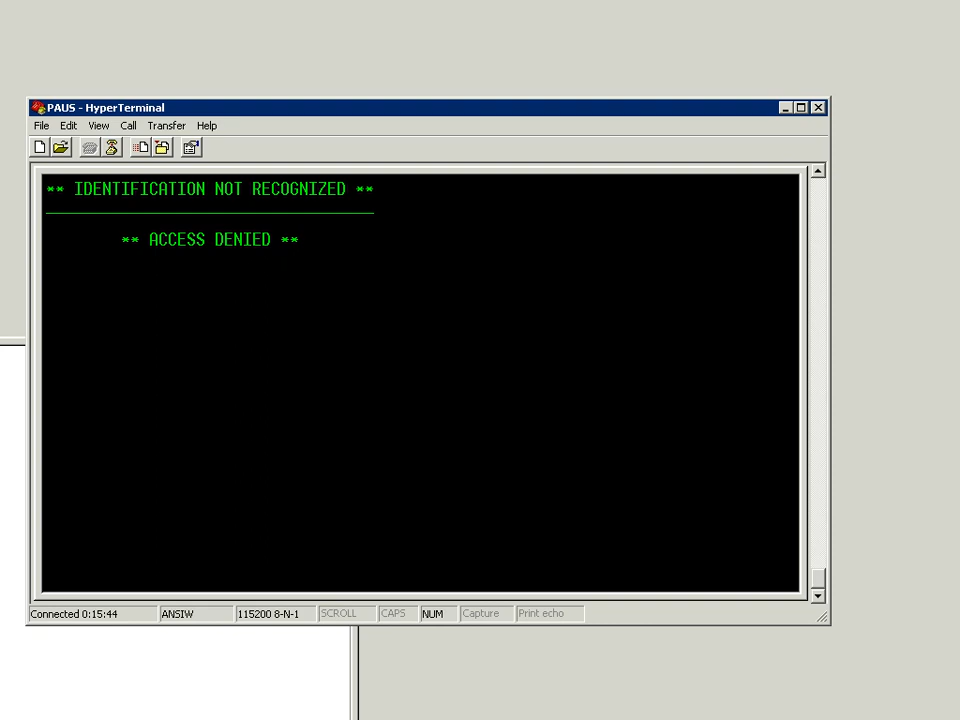 PAUS - HyperTerminal
File Edit View Call Transfer Help
** IDENTIFICATION NOT RECOGNIZED **
** ACCESS DENIED **
Connected 0:15:44 ANSIW 115200 8-N-1 SCROLL CAPS NUM Capture Print echo